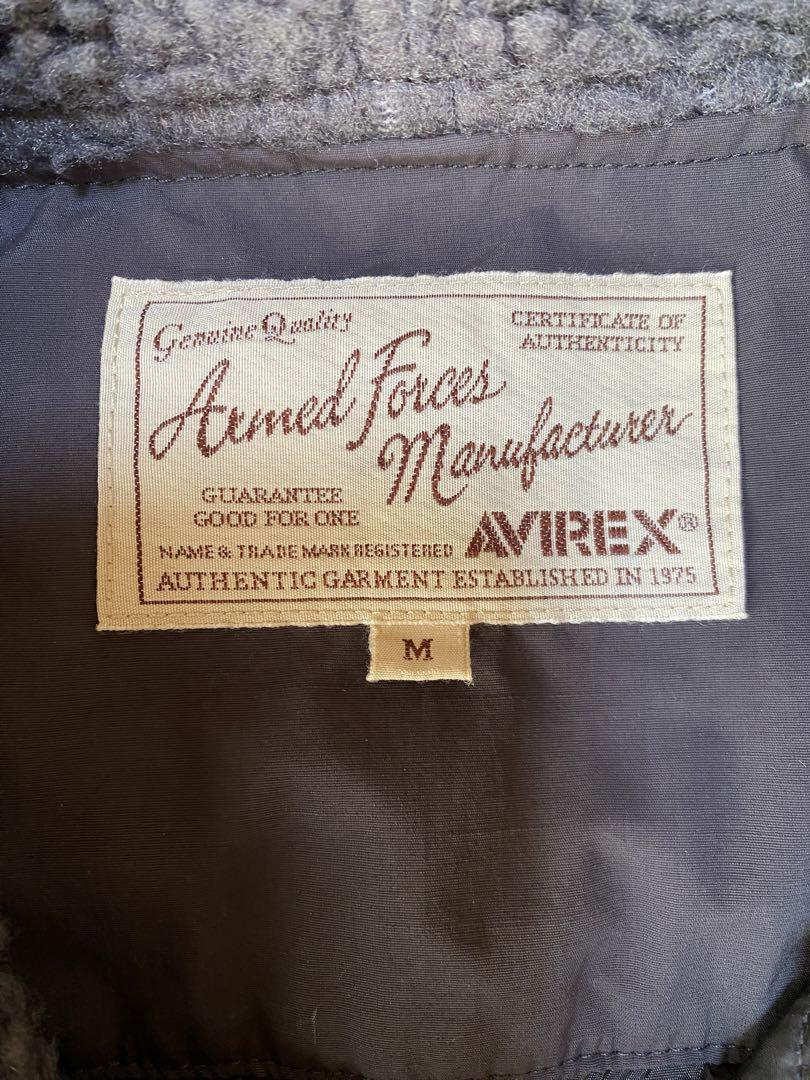 Genuine Quality
CERTIFICATE OF
AUTHENTICITY
Armed Forces
Manufacturer
GUARANTEE
GOOD FOR ONE
NAME & TRADE MARK REGISTERED
AVIREX®
AUTHENTIC GARMENT ESTABLISHED IN 1975
M